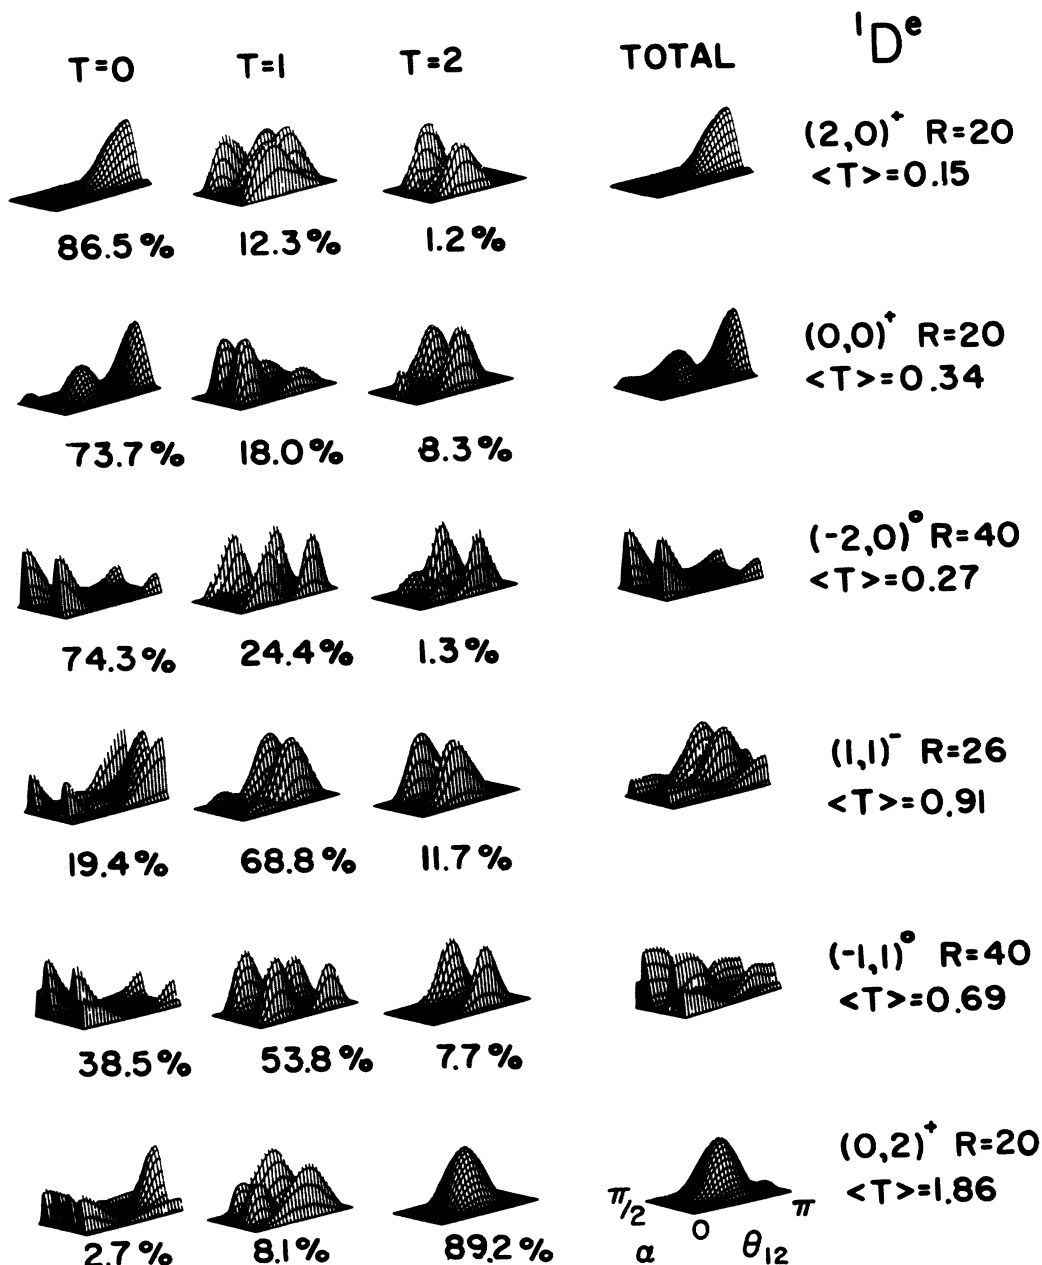 ¹Dᵉ
T=0 T=1 T=2 TOTAL
(2,0)⁺ R=20
<T>=0.15
86.5% 12.3% 1.2%
(0,0)⁺ R=20
<T>=0.34
73.7% 18.0% 8.3%
(-2,0)⁰ R=40
<T>=0.27
74.3% 24.4% 1.3%
(1,1)⁻ R=26
<T>=0.91
19.4% 68.8% 11.7%
(-1,1)⁰ R=40
<T>=0.69
38.5% 53.8% 7.7%
(0,2)⁺ R=20
<T>=1.86
π/2 0 π
α θ₁₂
2.7% 8.1% 89.2%